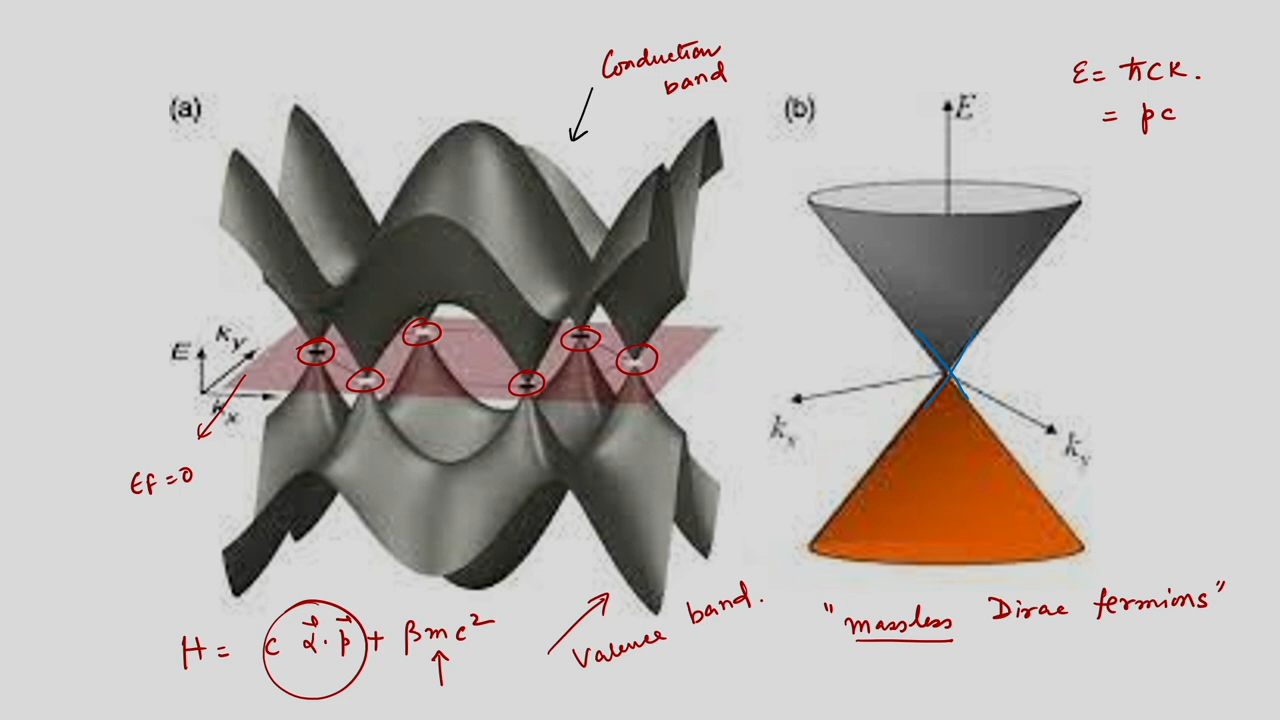 Conduction
band
ε = ħck.
= pc
(a)
(b)
E
E
ky
kx
kx
ky
Ef = 0
H = c α⃗·p⃗ + βmc²
Valence band.
"massless Dirac fermions"